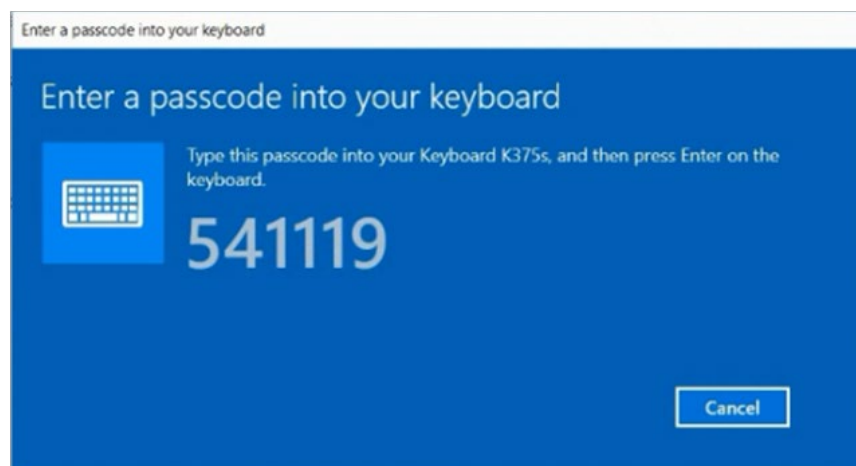 Enter a passcode into your keyboard
Enter a passcode into your keyboard
Type this passcode into your Keyboard K375s, and then press Enter on the
keyboard.
541119
Cancel